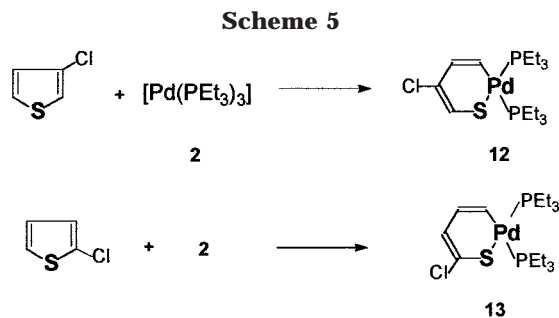 Scheme 5
Cl
S
+ [Pd(PEt₃)₃]
2
Cl
PEt₃
Pd
S
PEt₃
12
S
Cl
+ 2
PEt₃
Pd
Cl
S
PEt₃
13